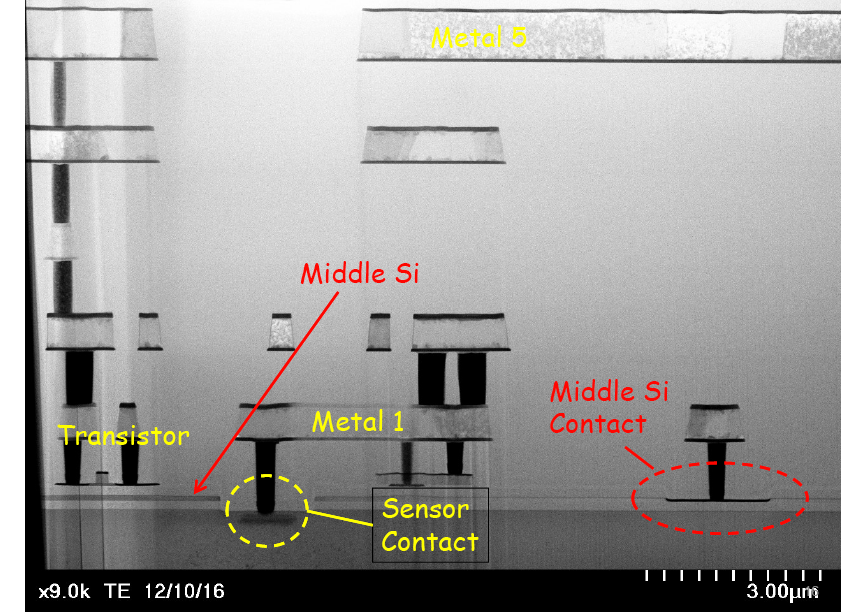 Metal 5
Middle Si
Middle Si
Contact
Metal 1
Transistor
Sensor
Contact
x9.0k TE 12/10/16
3.00µm
16